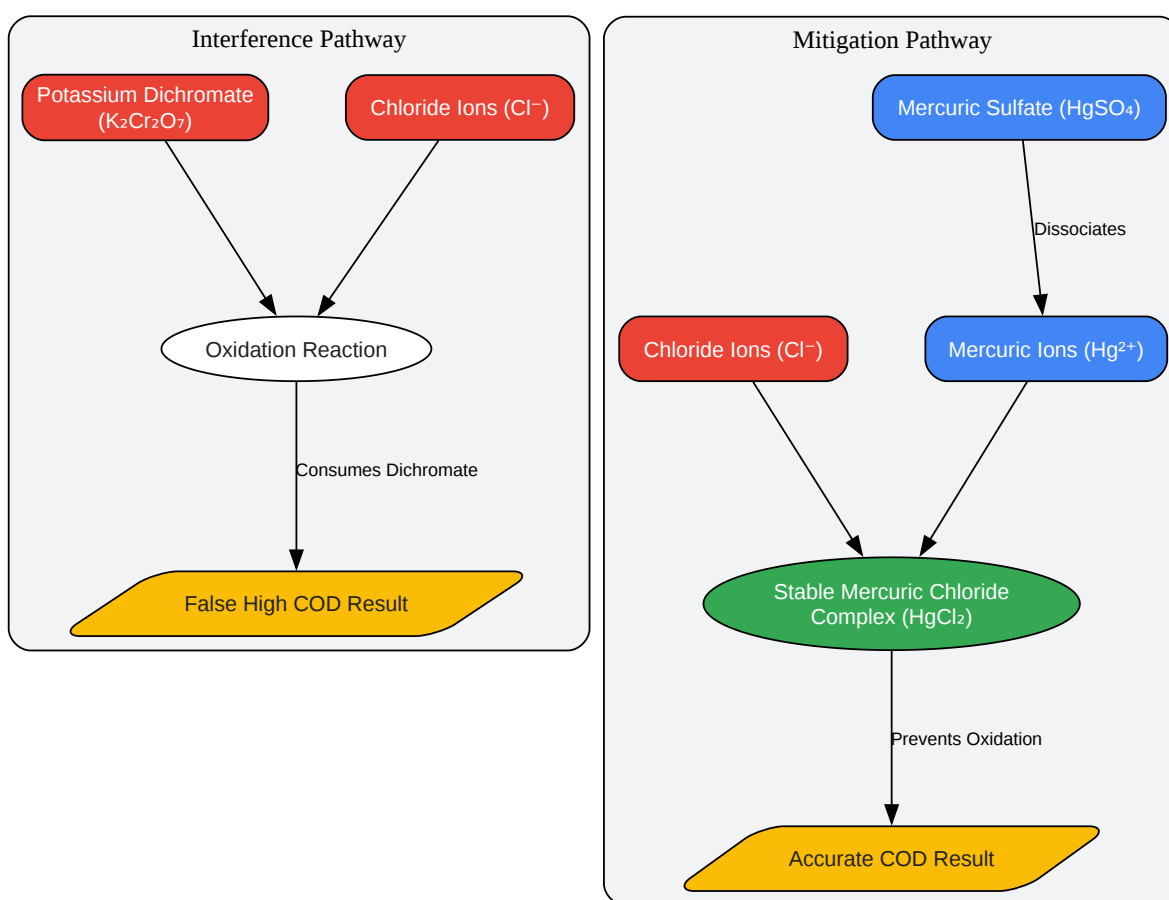 Interference Pathway
Potassium Dichromate
(K₂Cr₂O₇)
Chloride Ions (Cl⁻)
Oxidation Reaction
Consumes Dichromate
False High COD Result
Mitigation Pathway
Mercuric Sulfate (HgSO₄)
Dissociates
Chloride Ions (Cl⁻)
Mercuric Ions (Hg²⁺)
Stable Mercuric Chloride
Complex (HgCl₂)
Prevents Oxidation
Accurate COD Result